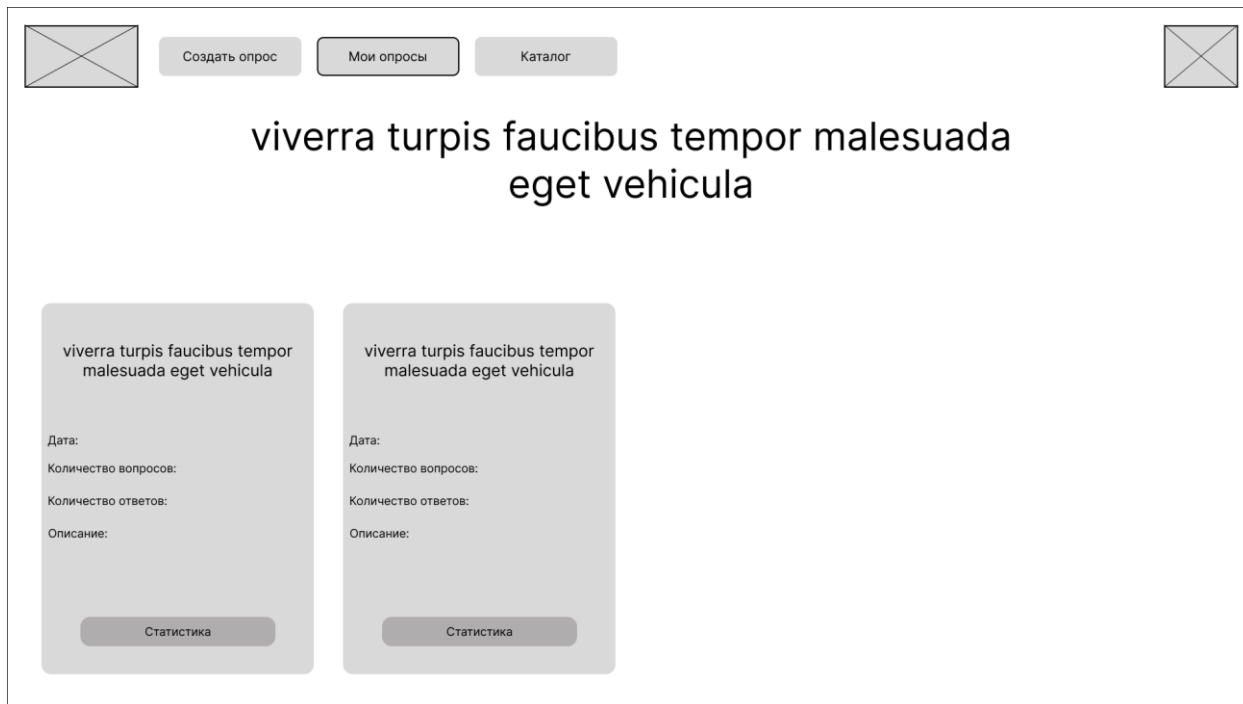 Создать опрос
Мои опросы
Каталог
viverra turpis faucibus tempor malesuada
eget vehicula
viverra turpis faucibus tempor
malesuada eget vehicula
Дата:
Количество вопросов:
Количество ответов:
Описание:
Статистика
viverra turpis faucibus tempor
malesuada eget vehicula
Дата:
Количество вопросов:
Количество ответов:
Описание:
Статистика